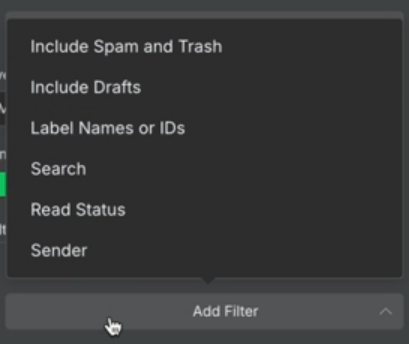 Include Spam and Trash
Include Drafts
Label Names or IDs
Search
Read Status
Sender
Add Filter